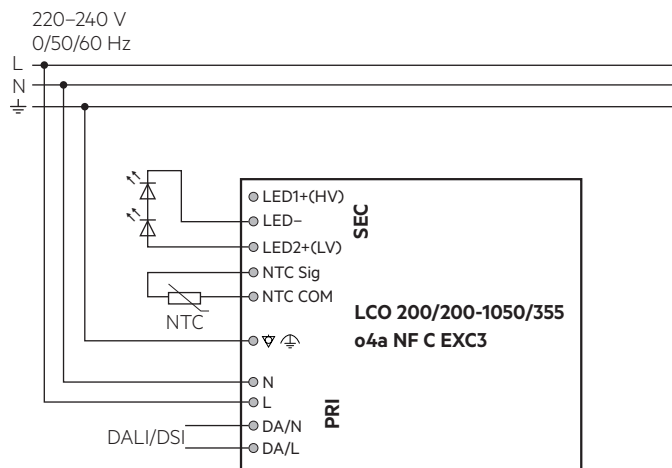 220–240 V
0/50/60 Hz
L
N
LED1+(HV)
LED–
LED2+(LV)
SEC
NTC Sig
NTC COM
NTC
LCO 200/200-1050/355
o4a NF C EXC3
N
L
PRI
DA/N
DALI/DSI
DA/L